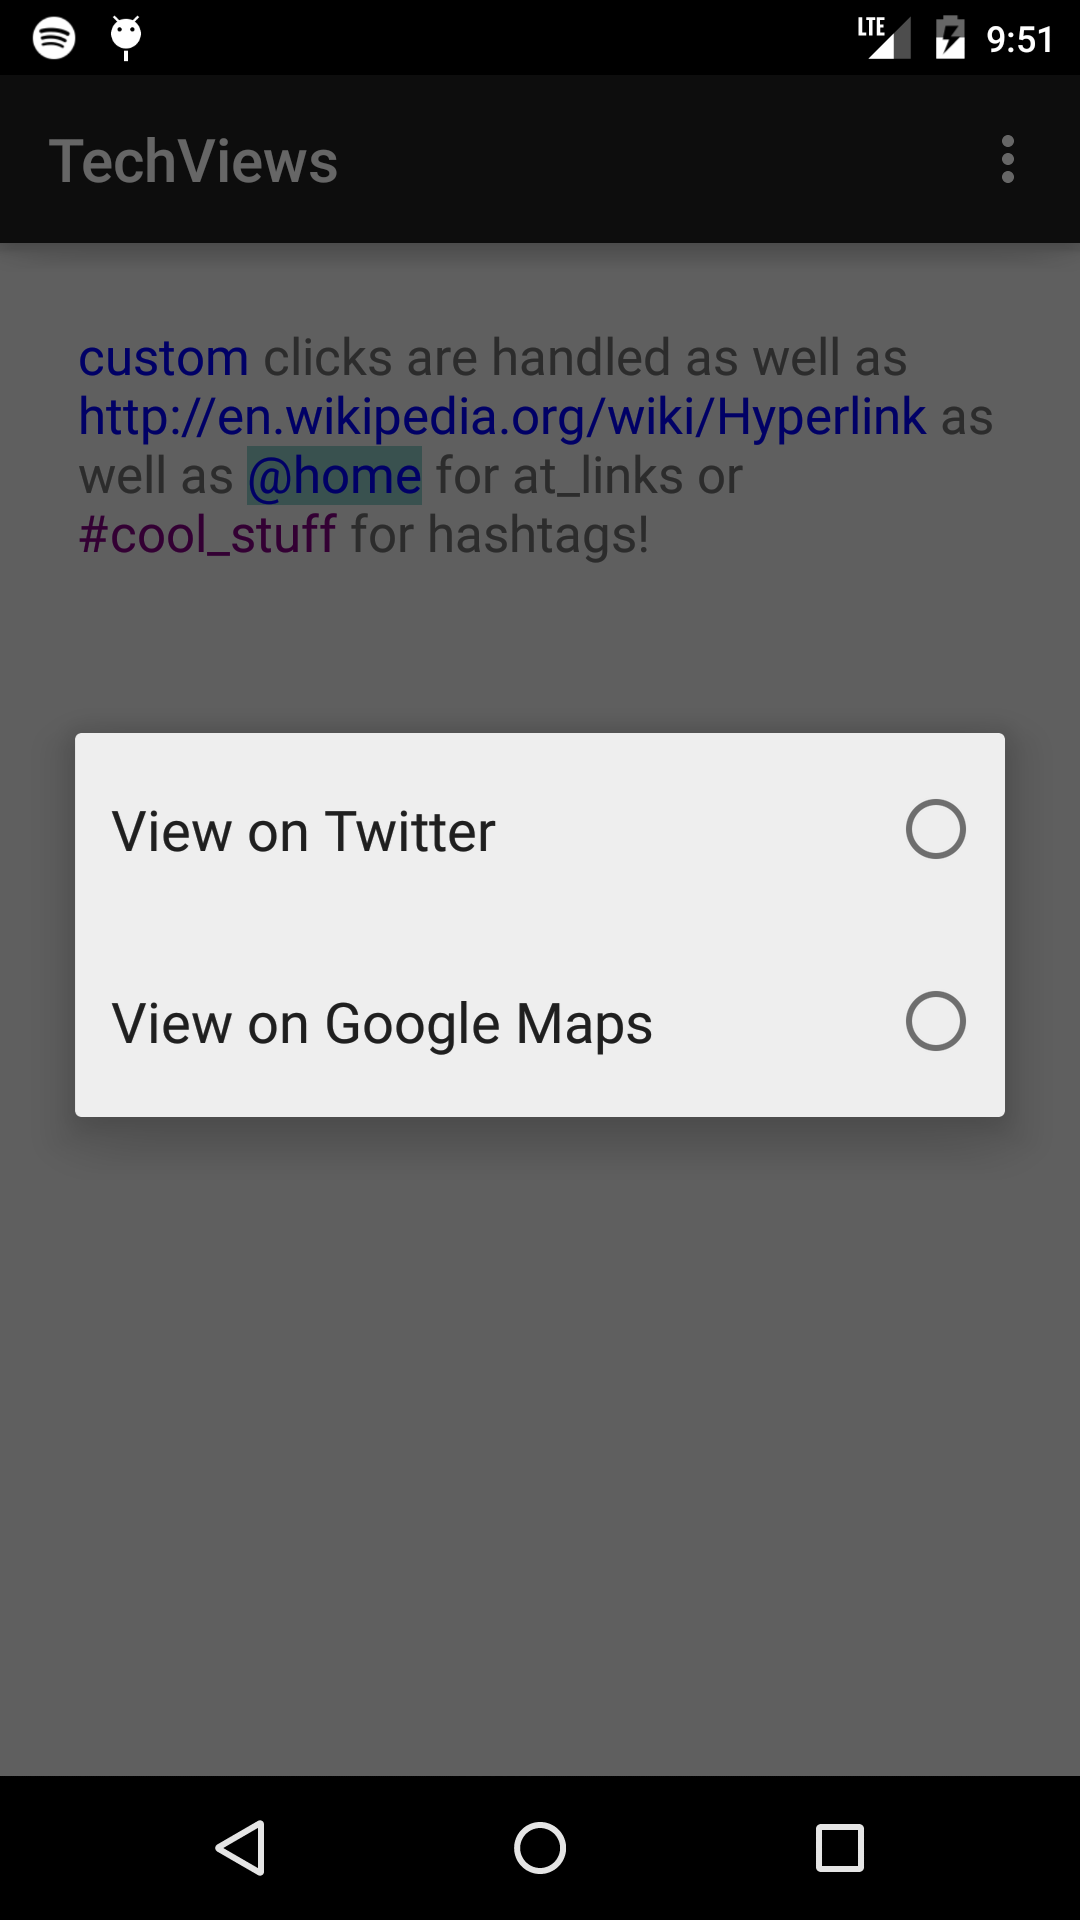 LTE 9:51
TechViews
custom clicks are handled as well as
http://en.wikipedia.org/wiki/Hyperlink as
well as @home for at_links or
#cool_stuff for hashtags!
View on Twitter
View on Google Maps